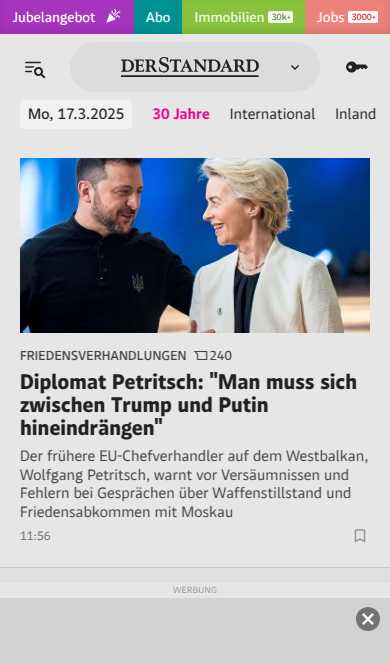 Jubelangebot Abo Immobilien 30k+ Jobs 3000+
DERSTANDARD
Mo, 17.3.2025 30 Jahre International Inland
FRIEDENSVERHANDLUNGEN 240
Diplomat Petritsch: "Man muss sich
zwischen Trump und Putin
hineindrängen"
Der frühere EU-Chefverhandler auf dem Westbalkan,
Wolfgang Petritsch, warnt vor Versäumnissen und
Fehlern bei Gesprächen über Waffenstillstand und
Friedensabkommen mit Moskau
11:56
WERBUNG